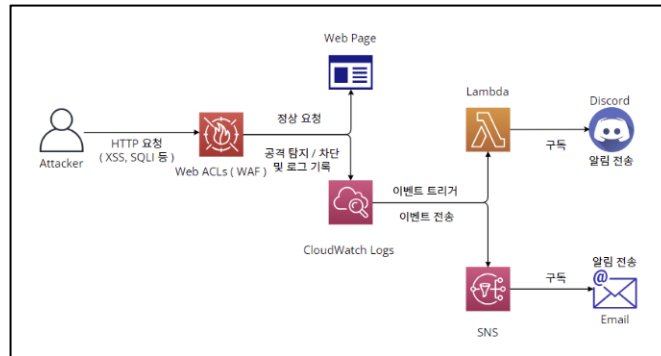 Web Page
Lambda
Discord
정상 요청
HTTP 요청
( XSS, SQLI 등 )
Attacker
Web ACLs ( WAF )
공격 탐지 / 차단
및 로그 기록
구독
알림 전송
이벤트 트리거
이벤트 전송
CloudWatch Logs
구독
알림 전송
@
SNS
Email